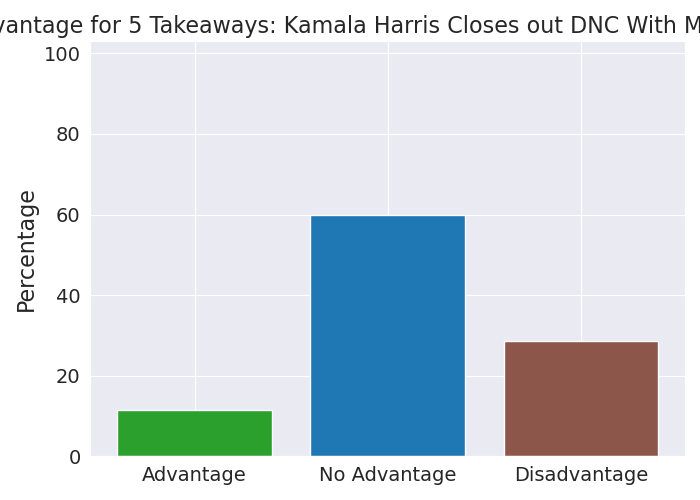 for 5 Takeaways: Kamala Harris Closes out DNC With
Percentage
100
80
60
40
20
0
Advantage
No Advantage
Disadvantage